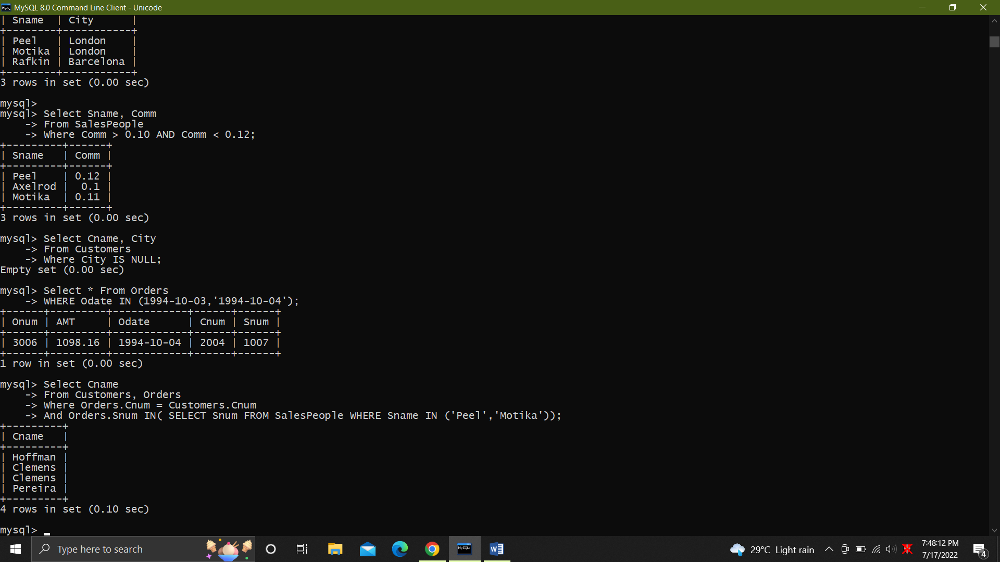 MySQL 8.0 Command Line Client - Unicode
| Sname  | City      |
+--------+-----------+
| Peel   | London    |
| Motika | London    |
| Rafkin | Barcelona |
+--------+-----------+
3 rows in set (0.00 sec)
mysql>
mysql> Select Sname, Comm
    -> From SalesPeople
    -> Where Comm > 0.10 AND Comm < 0.12;
+---------+------+
| Sname   | Comm |
+---------+------+
| Peel    | 0.12 |
| Axelrod |  0.1 |
| Motika  | 0.11 |
+---------+------+
3 rows in set (0.00 sec)
mysql> Select Cname, City
    -> From Customers
    -> Where City IS NULL;
Empty set (0.00 sec)
mysql> Select * From Orders
    -> WHERE Odate IN (1994-10-03,'1994-10-04');
+------+---------+------------+------+------+
| Onum | AMT     | Odate      | Cnum | Snum |
+------+---------+------------+------+------+
| 3006 | 1098.16 | 1994-10-04 | 2004 | 1007 |
+------+---------+------------+------+------+
1 row in set (0.00 sec)
mysql> Select Cname
    -> From Customers, Orders
    -> Where Orders.Cnum = Customers.Cnum
    -> And Orders.Snum IN( SELECT Snum FROM SalesPeople WHERE Sname IN ('Peel','Motika'));
+---------+
| Cname   |
+---------+
| Hoffman |
| Clemens |
| Clemens |
| Pereira |
+---------+
4 rows in set (0.10 sec)
mysql>
Type here to search
29°C Light rain
7:48:12 PM
7/17/2022
4